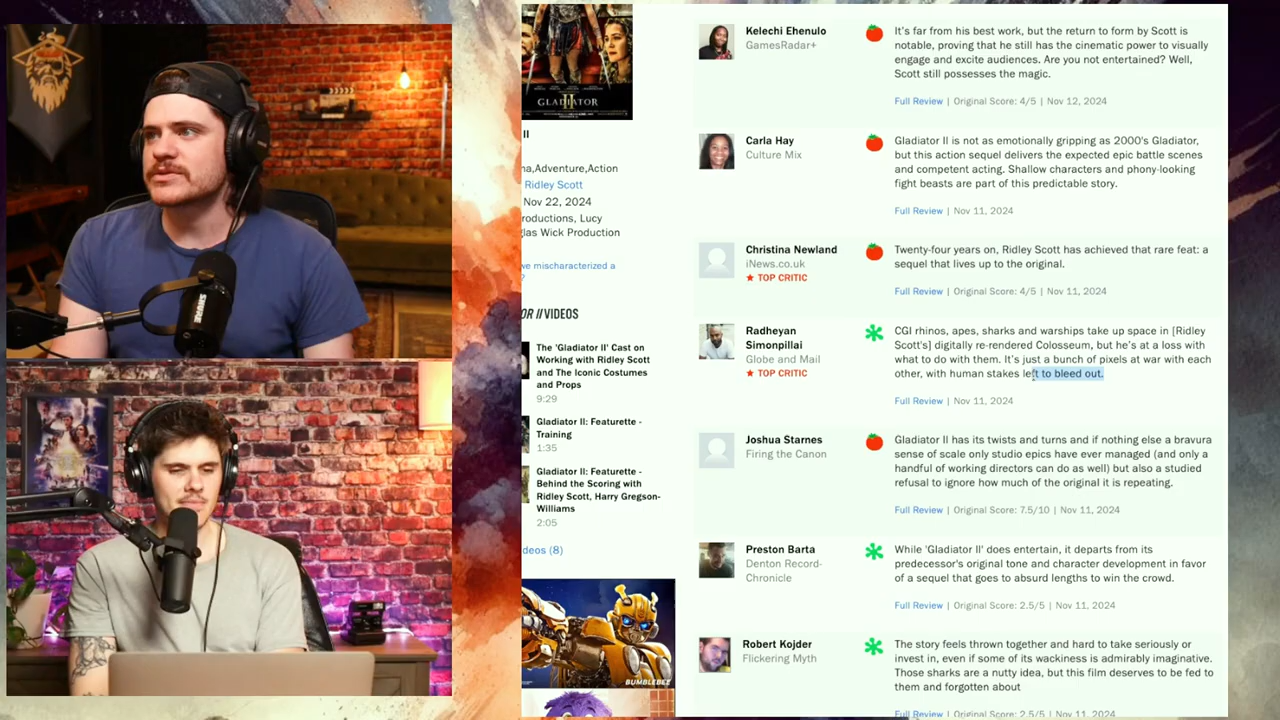 GLADIATOR
II
II
na,Adventure,Action
Ridley Scott
Nov 22, 2024
roductions, Lucy
glas Wick Production
we mischaracterized a
?
OR II VIDEOS
The 'Gladiator II' Cast on
Working with Ridley Scott
and The Iconic Costumes
and Props
9:29
Gladiator II: Featurette -
Training
1:35
Gladiator II: Featurette -
Behind the Scoring with
Ridley Scott, Harry Gregson-
Williams
2:05
deos (8)
BUMBLEBEE
Kelechi Ehenulo
GamesRadar+
It's far from his best work, but the return to form by Scott is
notable, proving that he still has the cinematic power to visually
engage and excite audiences. Are you not entertained? Well,
Scott still possesses the magic.
Full Review | Original Score: 4/5 | Nov 12, 2024
Carla Hay
Culture Mix
Gladiator II is not as emotionally gripping as 2000's Gladiator,
but this action sequel delivers the expected epic battle scenes
and competent acting. Shallow characters and phony-looking
fight beasts are part of this predictable story.
Full Review | Nov 11, 2024
Christina Newland
iNews.co.uk
TOP CRITIC
Twenty-four years on, Ridley Scott has achieved that rare feat: a
sequel that lives up to the original.
Full Review | Original Score: 4/5 | Nov 11, 2024
Radheyan
Simonpillai
Globe and Mail
TOP CRITIC
CGI rhinos, apes, sharks and warships take up space in [Ridley
Scott's] digitally re-rendered Colosseum, but he's at a loss with
what to do with them. It's just a bunch of pixels at war with each
other, with human stakes left to bleed out.
Full Review | Nov 11, 2024
Joshua Starnes
Firing the Canon
Gladiator II has its twists and turns and if nothing else a bravura
sense of scale only studio epics have ever managed (and only a
handful of working directors can do as well) but also a studied
refusal to ignore how much of the original it is repeating.
Full Review | Original Score: 7.5/10 | Nov 11, 2024
Preston Barta
Denton Record-
Chronicle
While 'Gladiator II' does entertain, it departs from its
predecessor's original tone and character development in favor
of a sequel that goes to absurd lengths to win the crowd.
Full Review | Original Score: 2.5/5 | Nov 11, 2024
Robert Kojder
Flickering Myth
The story feels thrown together and hard to take seriously or
invest in, even if some of its wackiness is admirably imaginative.
Those sharks are a nutty idea, but this film deserves to be fed to
them and forgotten about
Full Review | Original Score: 2.5/5 | Nov 11, 2024
SHURE